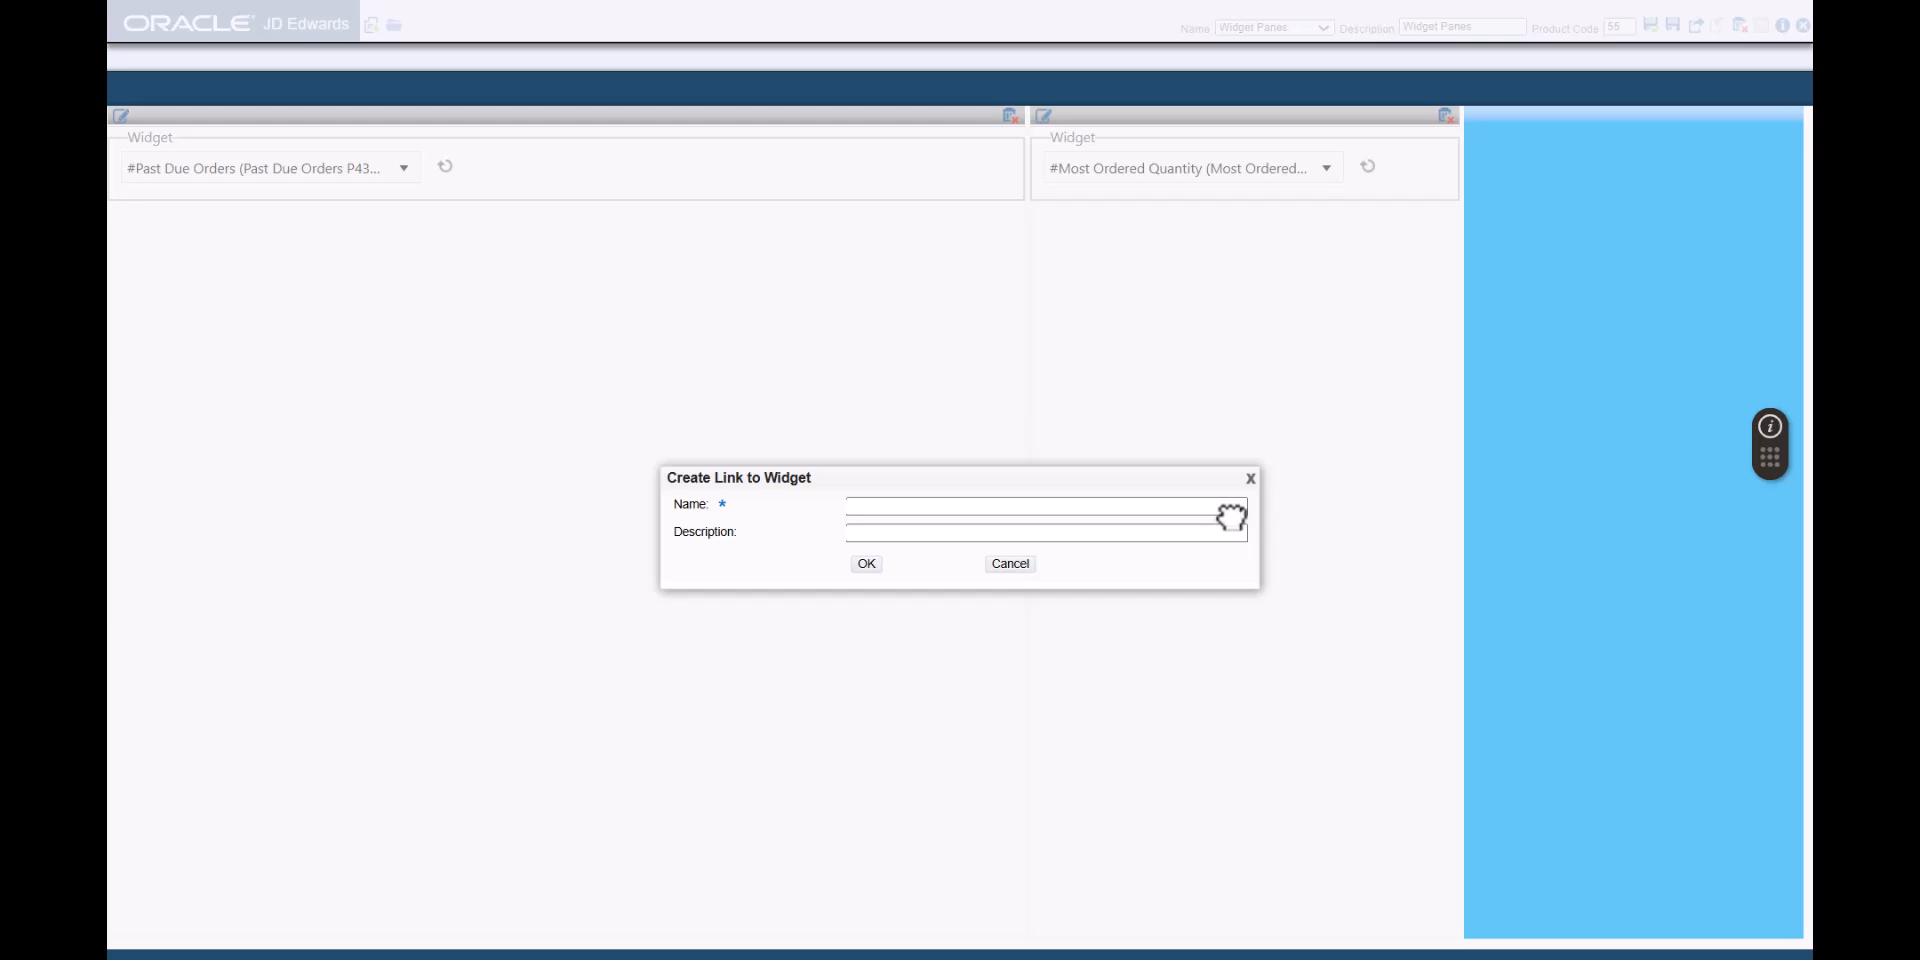 ORACLE JD Edwards
Name Widget Panes Description Widget Panes Product Code 55
Widget
#Past Due Orders (Past Due Orders P43...
Widget
#Most Ordered Quantity (Most Ordered...
Create Link to Widget X
Name: *
Description:
OK Cancel